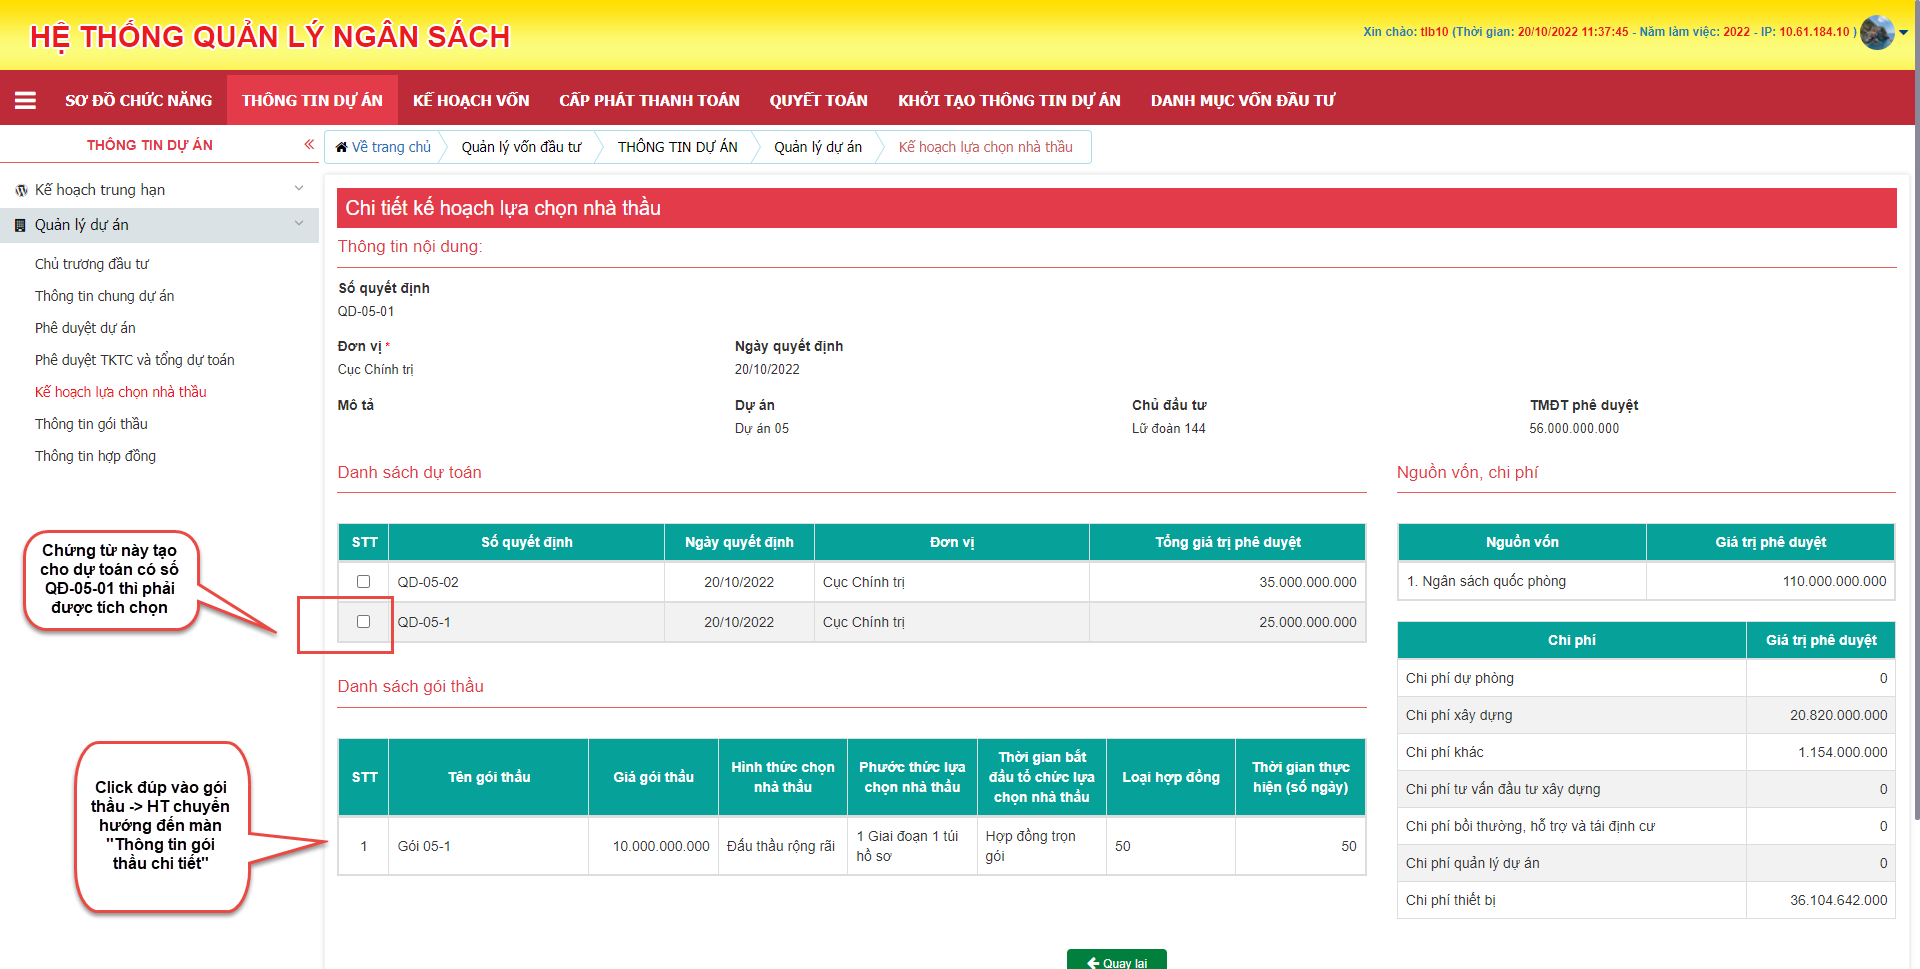 HỆ THỐNG QUẢN LÝ NGÂN SÁCH
Xin chào: tlb10 (Thời gian: 20/10/2022 11:37:45 - Năm làm việc: 2022 - IP: 10.61.184.10 )
SƠ ĐỒ CHỨC NĂNG THÔNG TIN DỰ ÁN KẾ HOẠCH VỐN CẤP PHÁT THANH TOÁN QUYẾT TOÁN KHỞI TẠO THÔNG TIN DỰ ÁN DANH MỤC VỐN ĐẦU TƯ
THÔNG TIN DỰ ÁN «
Kế hoạch trung hạn
Quản lý dự án
Chủ trương đầu tư
Thông tin chung dự án
Phê duyệt dự án
Phê duyệt TKTC và tổng dự toán
Kế hoạch lựa chọn nhà thầu
Thông tin gói thầu
Thông tin hợp đồng
Chứng từ này tạo
cho dự toán có số
QĐ-05-01 thì phải
được tích chọn
Click đúp vào gói
thầu -> HT chuyển
hướng đến màn
"Thông tin gói
thầu chi tiết"
Về trang chủ Quản lý vốn đầu tư THÔNG TIN DỰ ÁN Quản lý dự án Kế hoạch lựa chọn nhà thầu
Chi tiết kế hoạch lựa chọn nhà thầu
Thông tin nội dung:
Số quyết định
QD-05-01
Đơn vị * Ngày quyết định
Cục Chính trị 20/10/2022
Mô tả Dự án Chủ đầu tư TMĐT phê duyệt
Dự án 05 Lữ đoàn 144 56.000.000.000
Danh sách dự toán
STT Số quyết định Ngày quyết định Đơn vị Tổng giá trị phê duyệt
QD-05-02 20/10/2022 Cục Chính trị 35.000.000.000
QD-05-1 20/10/2022 Cục Chính trị 25.000.000.000
Danh sách gói thầu
STT Tên gói thầu Giá gói thầu Hình thức chọn nhà thầu Phước thức lựa chọn nhà thầu Thời gian bắt đầu tổ chức lựa chọn nhà thầu Loại hợp đồng Thời gian thực hiện (số ngày)
1 Gói 05-1 10.000.000.000 Đấu thầu rộng rãi 1 Giai đoạn 1 túi hồ sơ Hợp đồng trọn gói 50 50
Nguồn vốn, chi phí
Nguồn vốn Giá trị phê duyệt
1. Ngân sách quốc phòng 110.000.000.000
Chi phí Giá trị phê duyệt
Chi phí dự phòng 0
Chi phí xây dựng 20.820.000.000
Chi phí khác 1.154.000.000
Chi phí tư vấn đầu tư xây dựng 0
Chi phí bồi thường, hỗ trợ và tái định cư 0
Chi phí quản lý dự án 0
Chi phí thiết bị 36.104.642.000
Quay lại